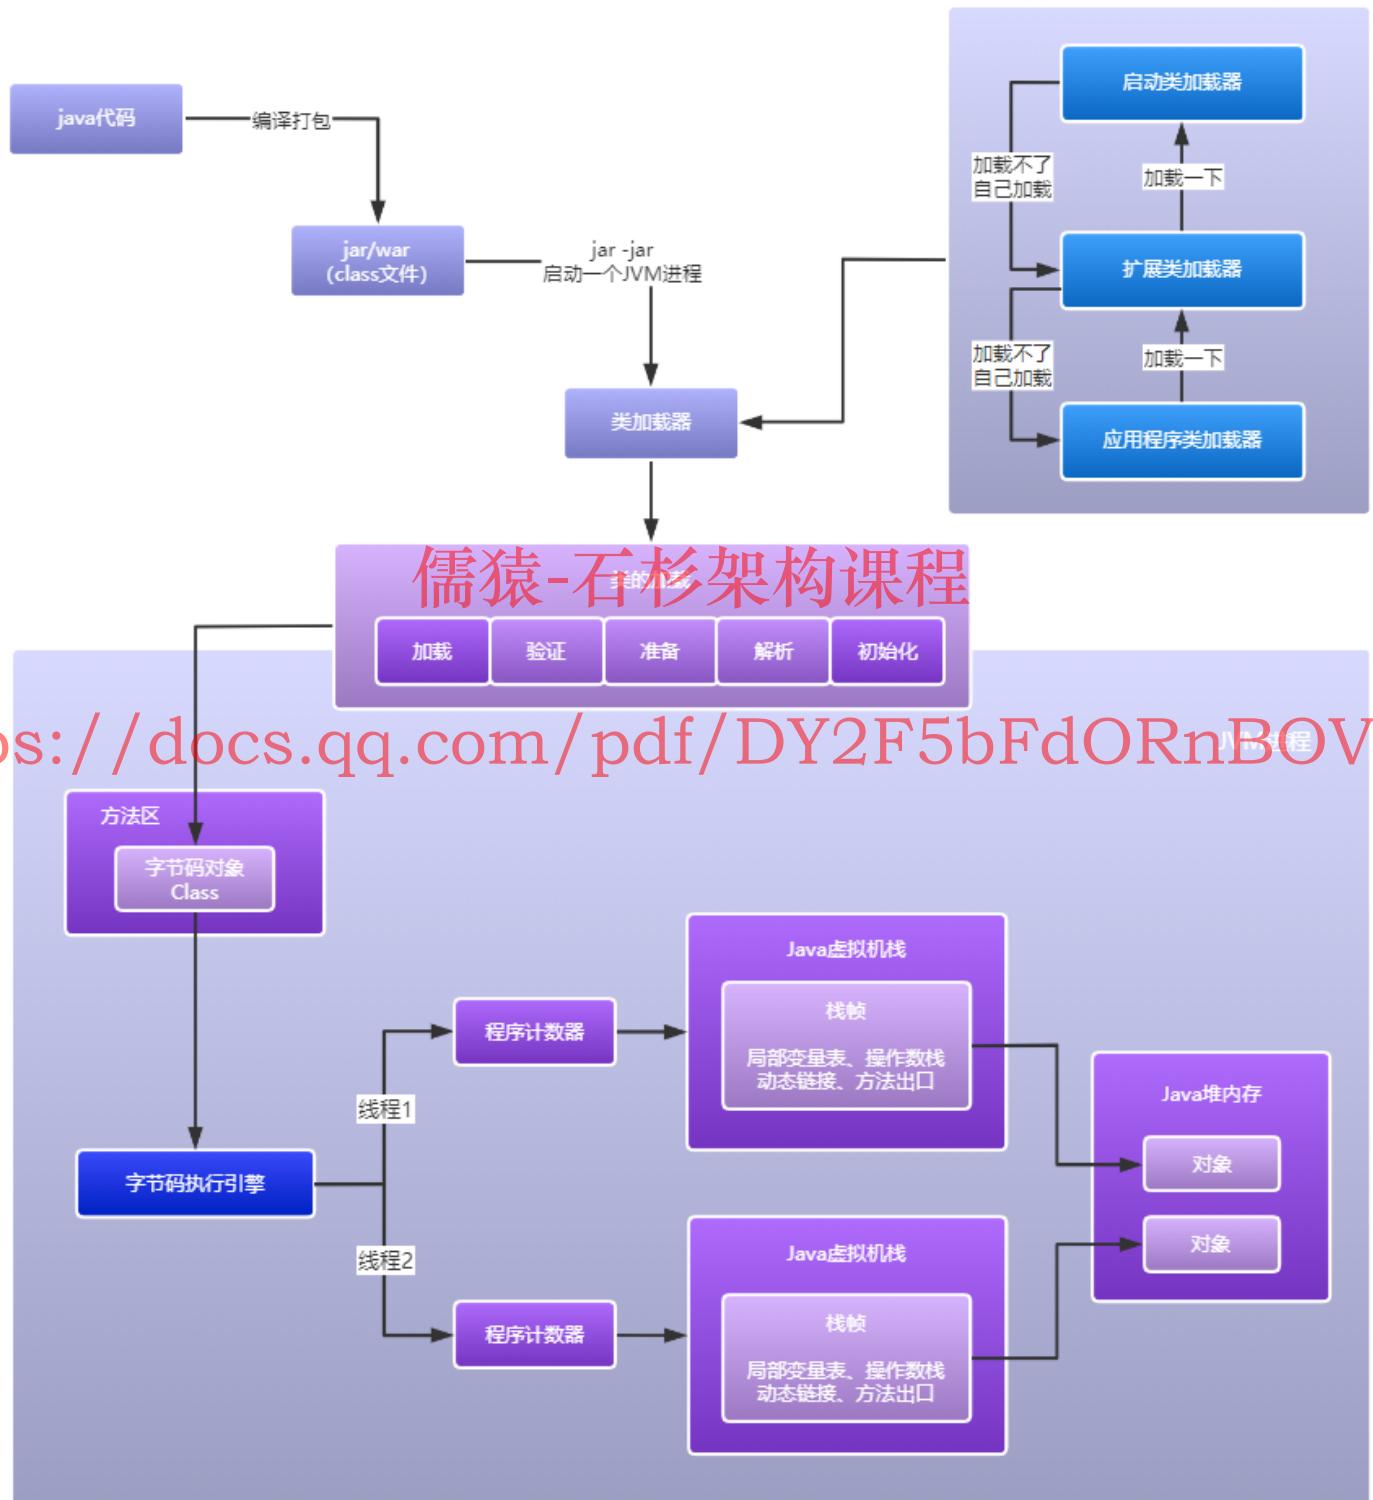 java代码
编译打包
jar/war
(class文件)
jar -jar
启动一个JVM进程
类加载器
启动类加载器
加载不了
自己加载
加载一下
扩展类加载器
加载不了
自己加载
加载一下
应用程序类加载器
类的加载
儒猿-石杉架构课程
加载
验证
准备
解析
初始化
ps://docs.qq.com/pdf/DY2F5bFdORnBOV
JVM进程
方法区
字节码对象
Class
字节码执行引擎
线程1
程序计数器
Java虚拟机栈
栈帧
局部变量表、操作数栈
动态链接、方法出口
Java堆内存
对象
对象
线程2
程序计数器
Java虚拟机栈
栈帧
局部变量表、操作数栈
动态链接、方法出口